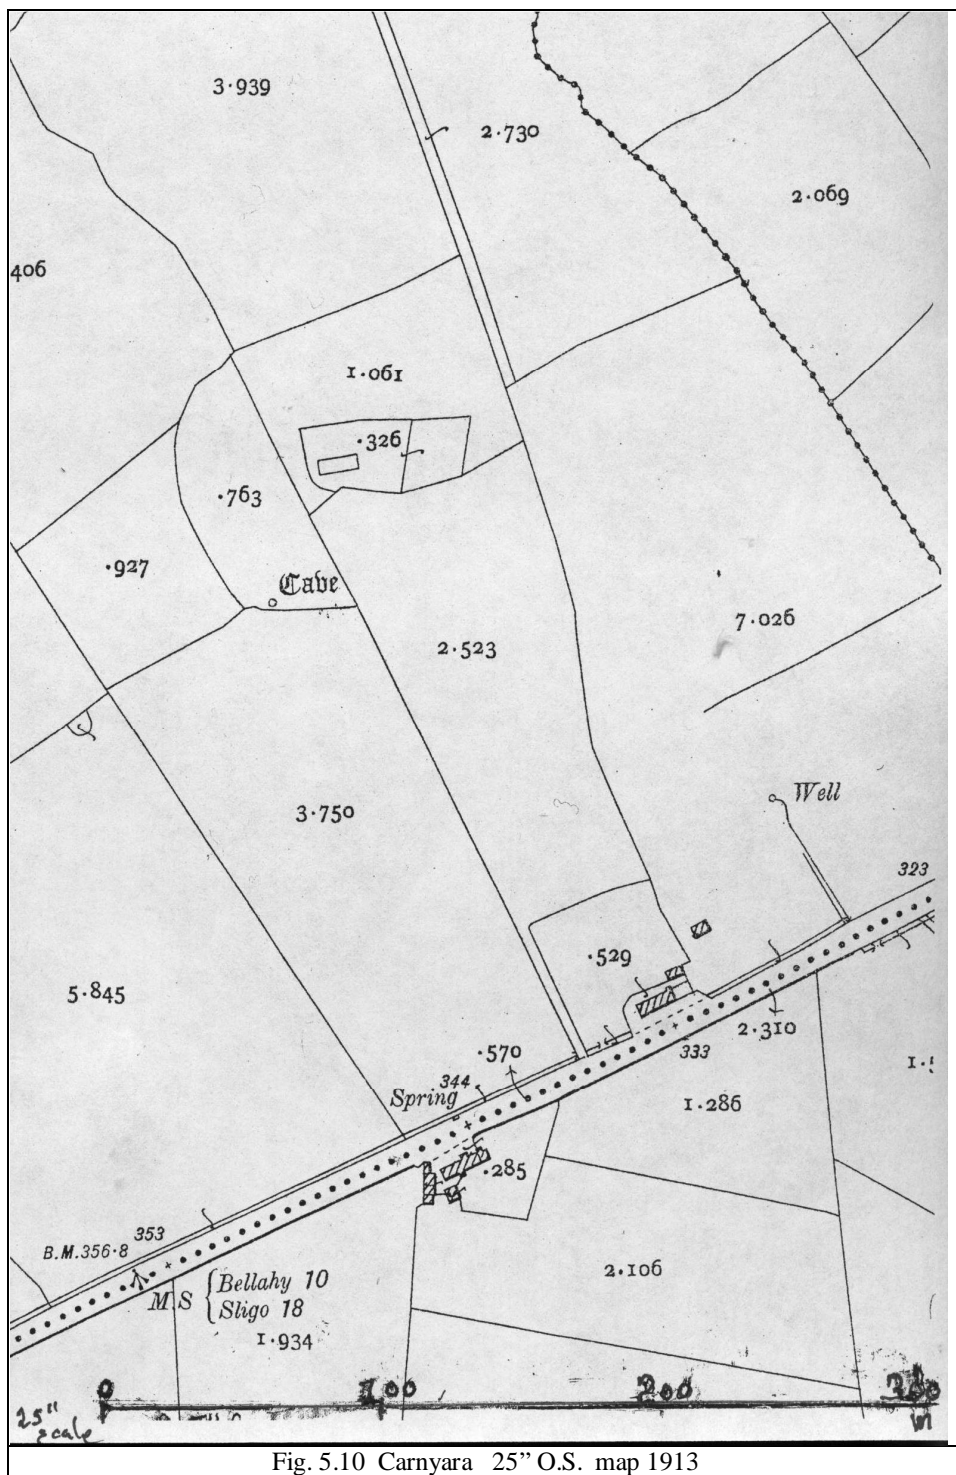 3·939
2·730
2·069
406
1·061
·326
·763
·927
Cave
2·523
7·026
3·750
Well
323
·529
5·845
2·310
·570
333
344
Spring
1·286
·285
353
B.M.356·8
2·106
M.S { Bellahy 10
Sligo 18
1·934
0 100 200 300
25" scale
m
Fig. 5.10 Carnyara 25” O.S. map 1913